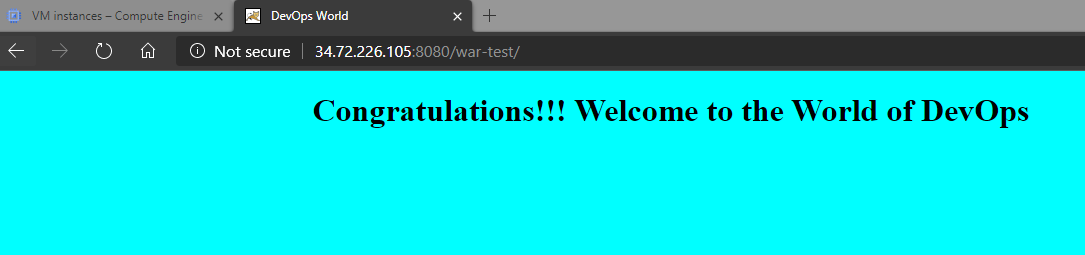 VM instances – Compute Engine
DevOps World
Not secure
34.72.226.105:8080/war-test/
Congratulations!!! Welcome to the World of DevOps